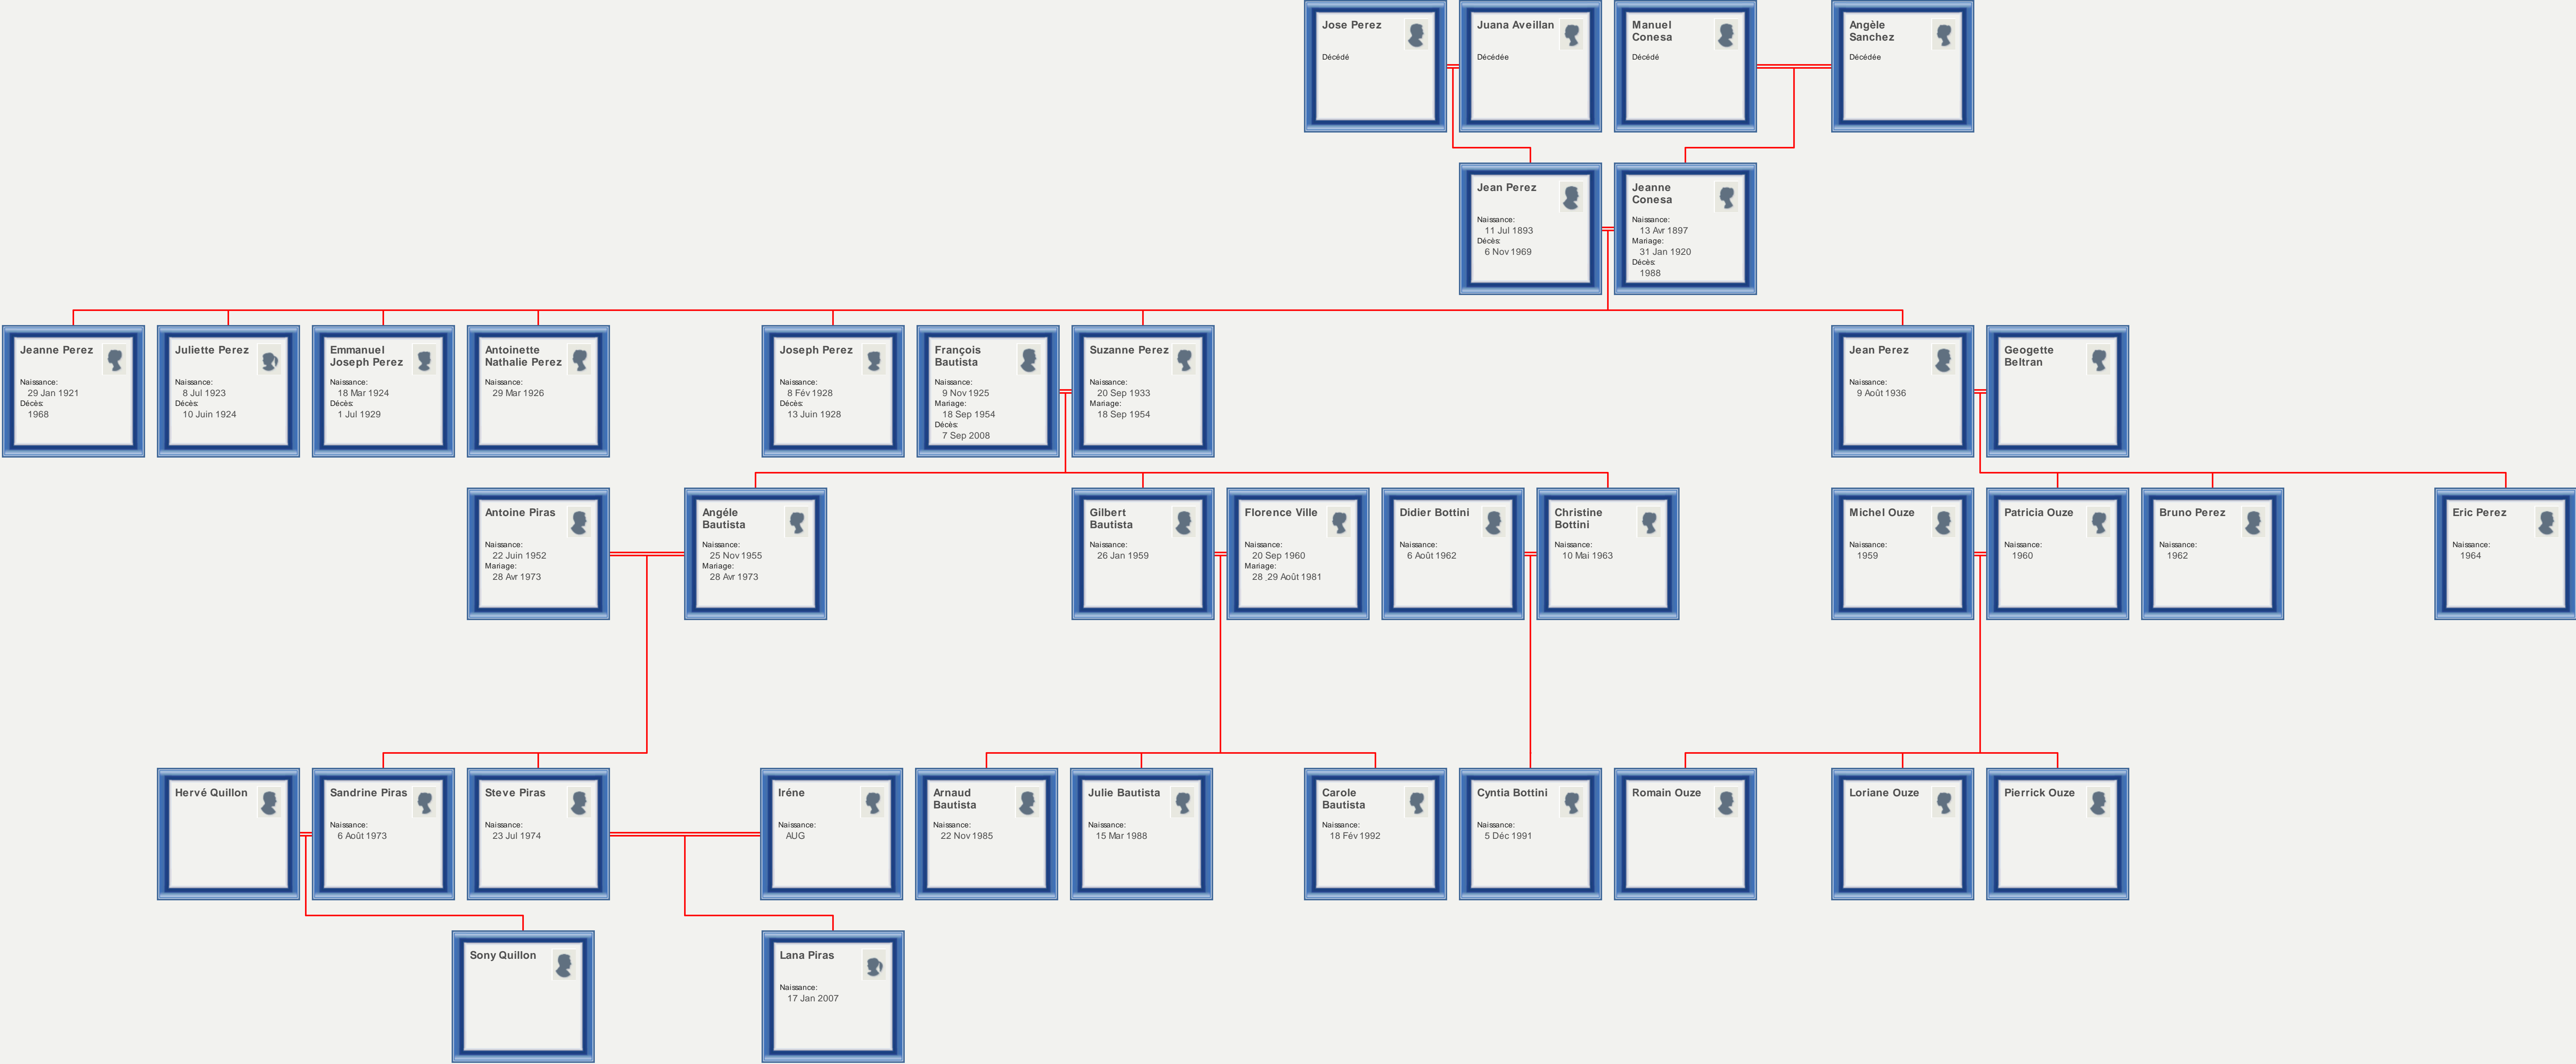 Jose Perez
Décédé
Juana Aveillan
Décédée
Manuel
Conesa
Décédé
Angèle
Sanchez
Décédée
Jean Perez
Naissance:
11 Jul 1893
Décès:
6 Nov 1969
Jeanne
Conesa
Naissance:
13 Avr 1897
Mariage:
31 Jan 1920
Décès:
1988
Jeanne Perez
Naissance:
29 Jan 1921
Décès:
1968
Juliette Perez
Naissance:
8 Jul 1923
Décès:
10 Juin 1924
Emmanuel
Joseph Perez
Naissance:
18 Mar 1924
Décès:
1 Jul 1929
Antoinette
Nathalie Perez
Naissance:
29 Mar 1926
Joseph Perez
Naissance:
8 Fév 1928
Décès:
13 Juin 1928
François
Bautista
Naissance:
9 Nov 1925
Mariage:
18 Sep 1954
Décès:
7 Sep 2008
Suzanne Perez
Naissance:
20 Sep 1933
Mariage:
18 Sep 1954
Jean Perez
Naissance:
9 Août 1936
Geogette
Beltran
Antoine Piras
Naissance:
22 Juin 1952
Mariage:
28 Avr 1973
Angéle
Bautista
Naissance:
25 Nov 1955
Mariage:
28 Avr 1973
Gilbert
Bautista
Naissance:
26 Jan 1959
Florence Ville
Naissance:
20 Sep 1960
Mariage:
28 ,29 Août 1981
Didier Bottini
Naissance:
6 Août 1962
Christine
Bottini
Naissance:
10 Mai 1963
Michel Ouze
Naissance:
1959
Patricia Ouze
Naissance:
1960
Bruno Perez
Naissance:
1962
Eric Perez
Naissance:
1964
Hervé Quillon
Sandrine Piras
Naissance:
6 Août 1973
Steve Piras
Naissance:
23 Jul 1974
Iréne
Naissance:
AUG
Arnaud
Bautista
Naissance:
22 Nov 1985
Julie Bautista
Naissance:
15 Mar 1988
Carole
Bautista
Naissance:
18 Fév 1992
Cyntia Bottini
Naissance:
5 Déc 1991
Romain Ouze
Loriane Ouze
Pierrick Ouze
Sony Quillon
Lana Piras
Naissance:
17 Jan 2007